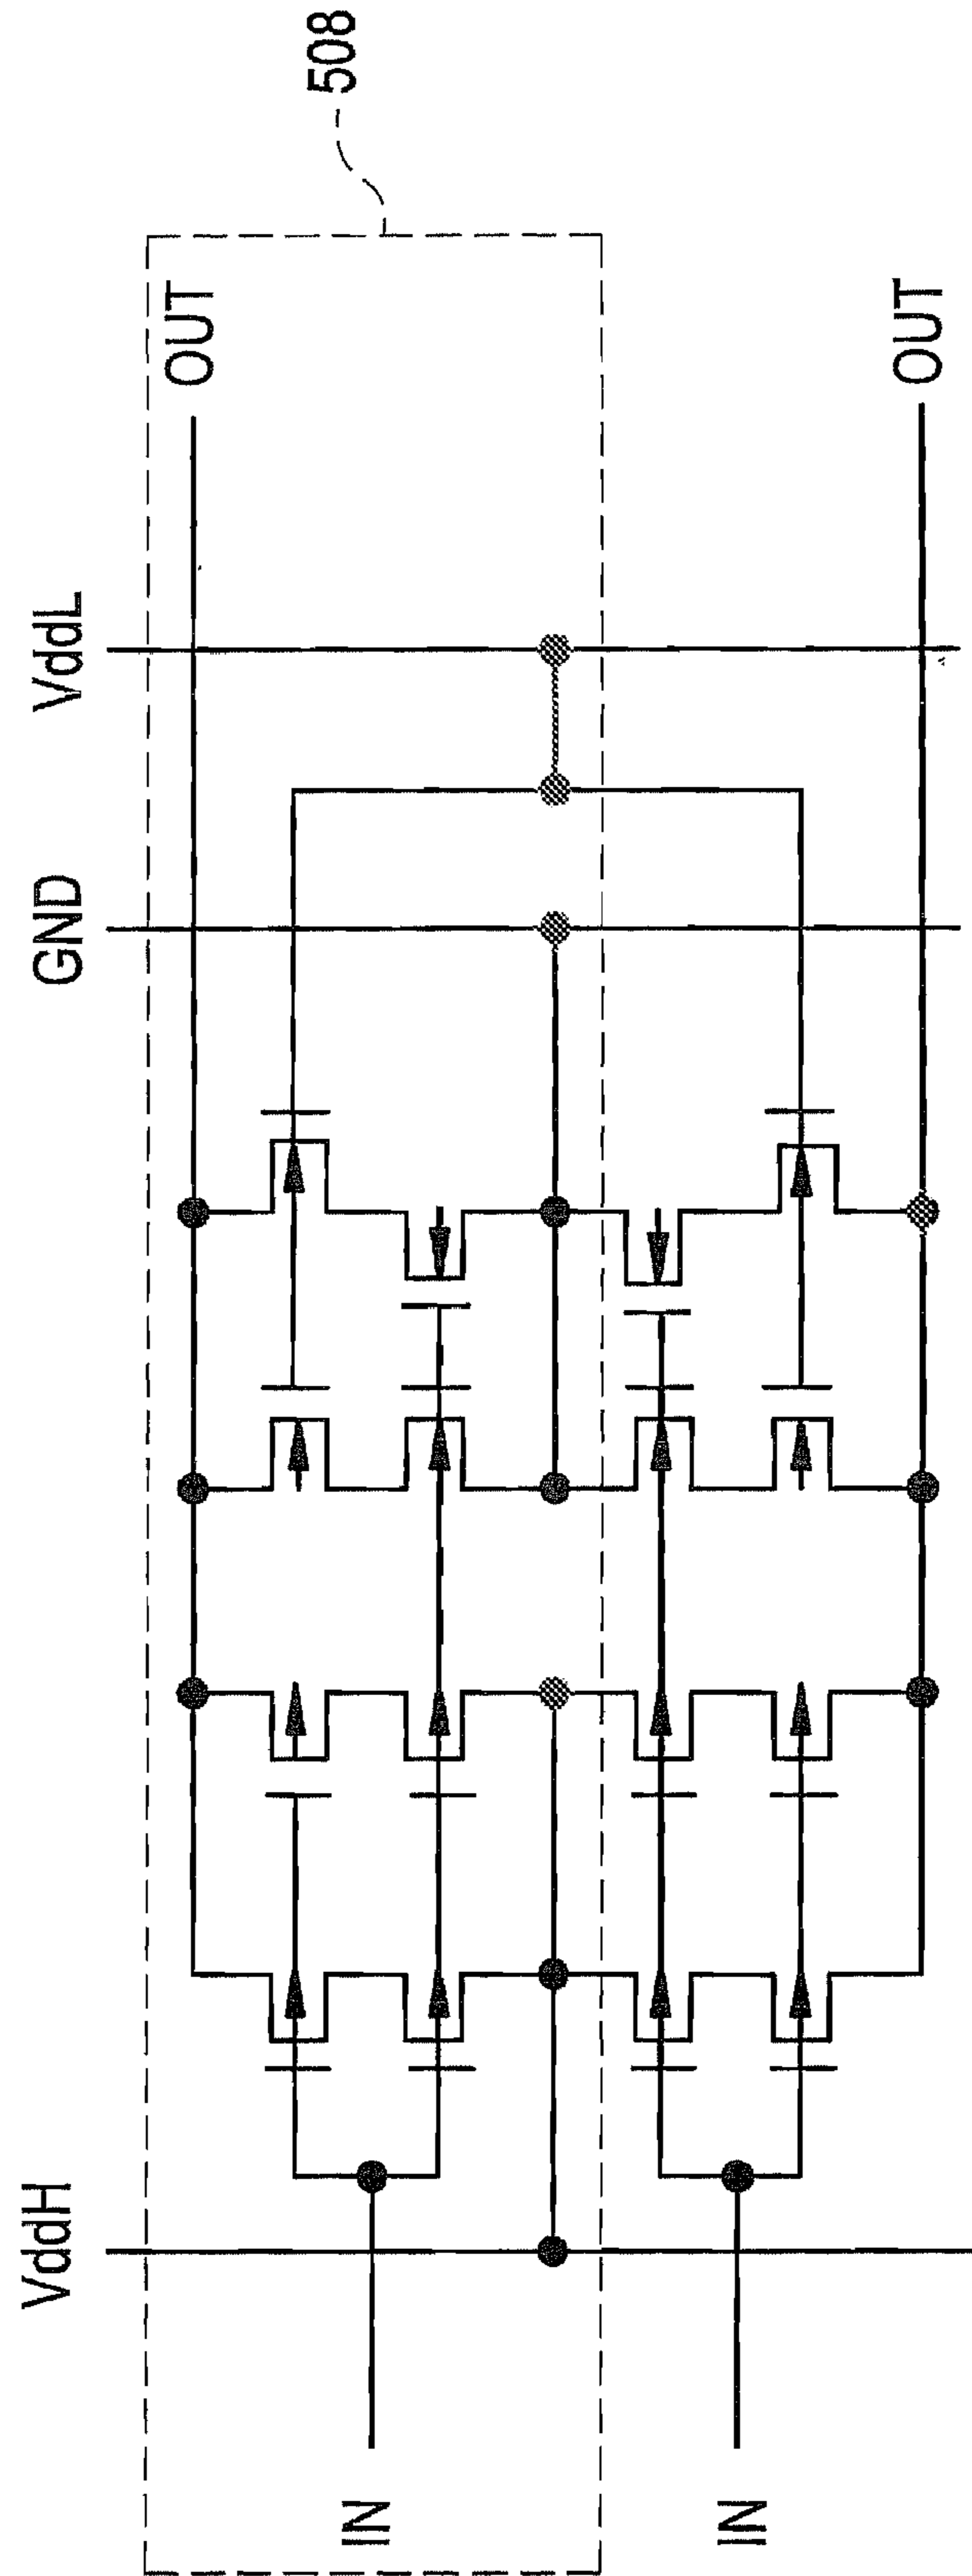 VddH
GND
VddL
IN
OUT
508
IN
OUT